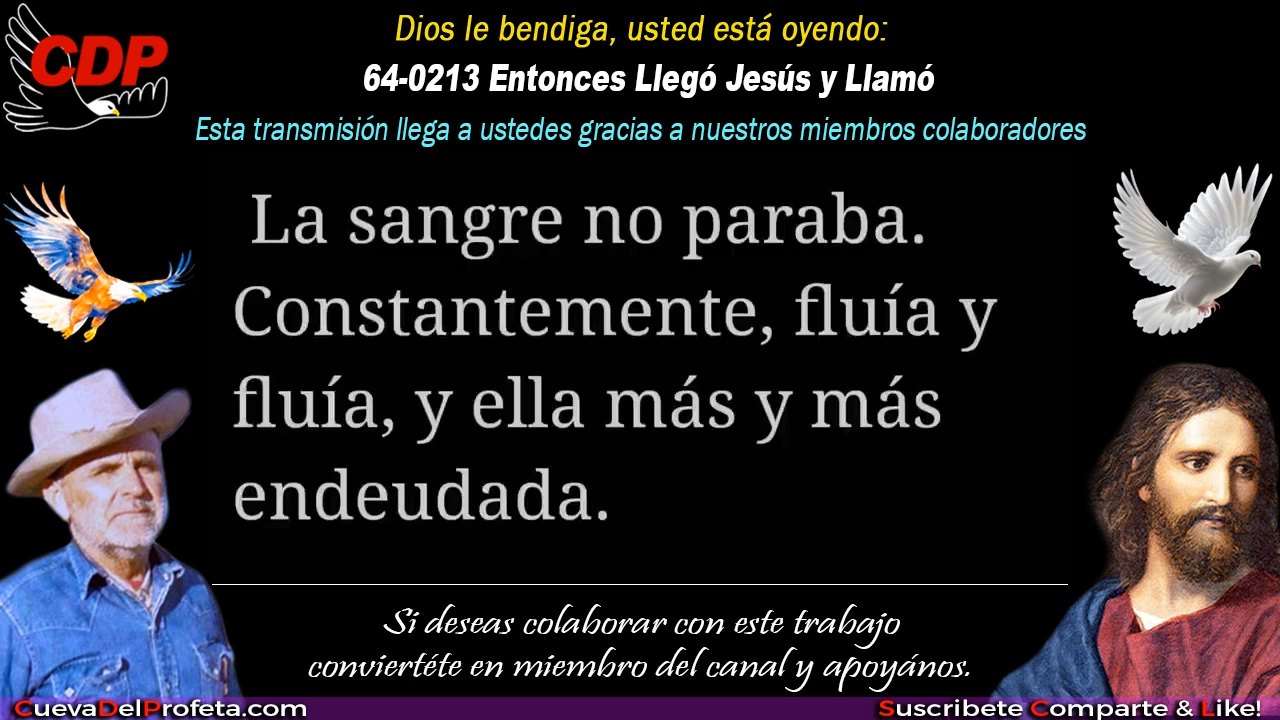 CDP
Dios le bendiga, usted está oyendo:
64-0213 Entonces Llegó Jesús y Llamó
Esta transmisión llega a ustedes gracias a nuestros miembros colaboradores
La sangre no paraba.
Constantemente, fluía y
fluía, y ella más y más
endeudada.
Si deseas colaborar con este trabajo
conviertéte en miembro del canal y apoyános.
CuevaDelProfeta.com
Suscribete Comparte & Like!